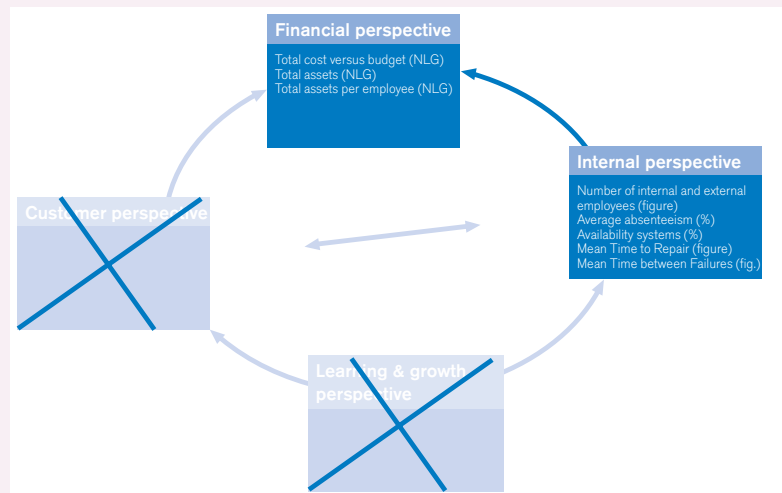 Financial perspective
Total cost versus budget (NLG)
Total assets (NLG)
Total assets per employee (NLG)
Internal perspective
Number of internal and external
employees (figure)
Average absenteeism (%)
Availability systems (%)
Mean Time to Repair (figure)
Mean Time between Failures (fig.)
Customer perspective
Learning & growth
perspective